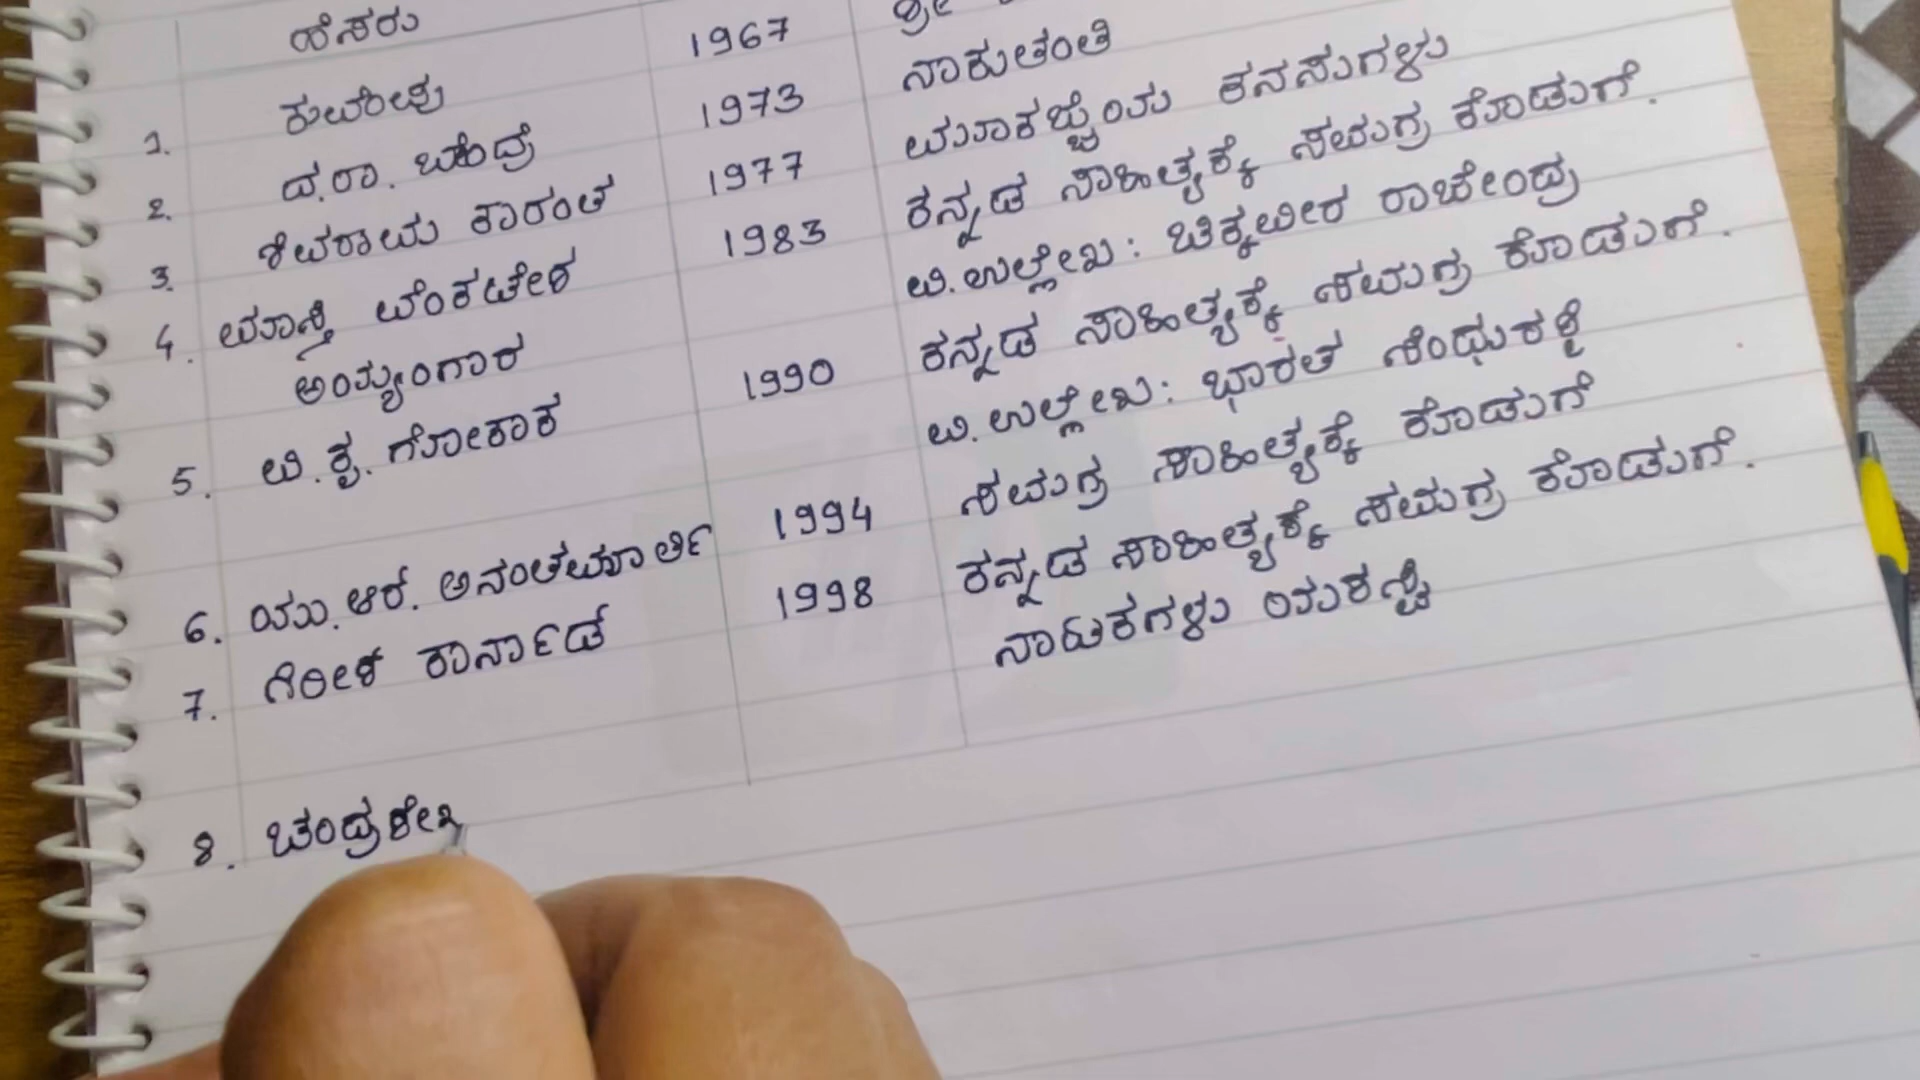 ಹೆಸರು
1. ಕುವೆಂಪು 1967
2. ದ.ರಾ. ಬೇಂದ್ರೆ 1973 ನಾಕುತಂತಿ
3. ಶಿವರಾಮ ಕಾರಂತ 1977 ಮೂಕಜ್ಜಿಯ ಕನಸುಗಳು
4. ಮಾಸ್ತಿ ವೆಂಕಟೇಶ 1983 ಕನ್ನಡ ಸಾಹಿತ್ಯಕ್ಕೆ ಸಮಗ್ರ ಕೊಡುಗೆ.
ಅಯ್ಯಂಗಾರ ವಿ.ಉಲ್ಲೇಖ: ಚಿಕ್ಕವೀರ ರಾಜೇಂದ್ರ
5. ವಿ.ಕೃ. ಗೋಕಾಕ 1990 ಕನ್ನಡ ಸಾಹಿತ್ಯಕ್ಕೆ ಸಮಗ್ರ ಕೊಡುಗೆ.
ವಿ.ಉಲ್ಲೇಖ: ಭಾರತ ಸಿಂಧುರಶ್ಮಿ
6. ಯು.ಆರ್. ಅನಂತಮೂರ್ತಿ 1994 ಸಮಗ್ರ ಸಾಹಿತ್ಯಕ್ಕೆ ಕೊಡುಗೆ
7. ಗಿರೀಶ ಕಾರ್ನಾಡ 1998 ಕನ್ನಡ ಸಾಹಿತ್ಯಕ್ಕೆ ಸಮಗ್ರ ಕೊಡುಗೆ.
ನಾಟಕಗಳು ಯಶಸ್ವಿ
8. ಚಂದ್ರಶೇಖ